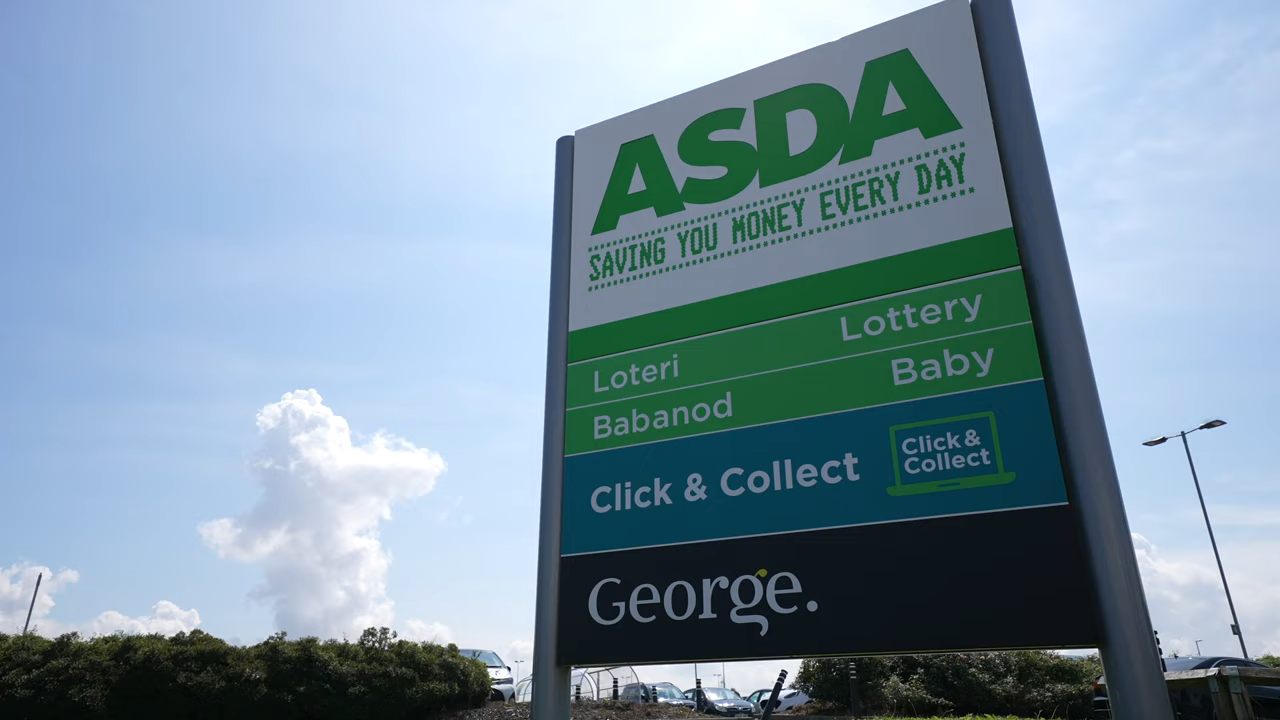 ASDA
SAVING YOU MONEY EVERY DAY
Loteri Lottery
Babanod Baby
Click & Collect
Click &
Collect
George.